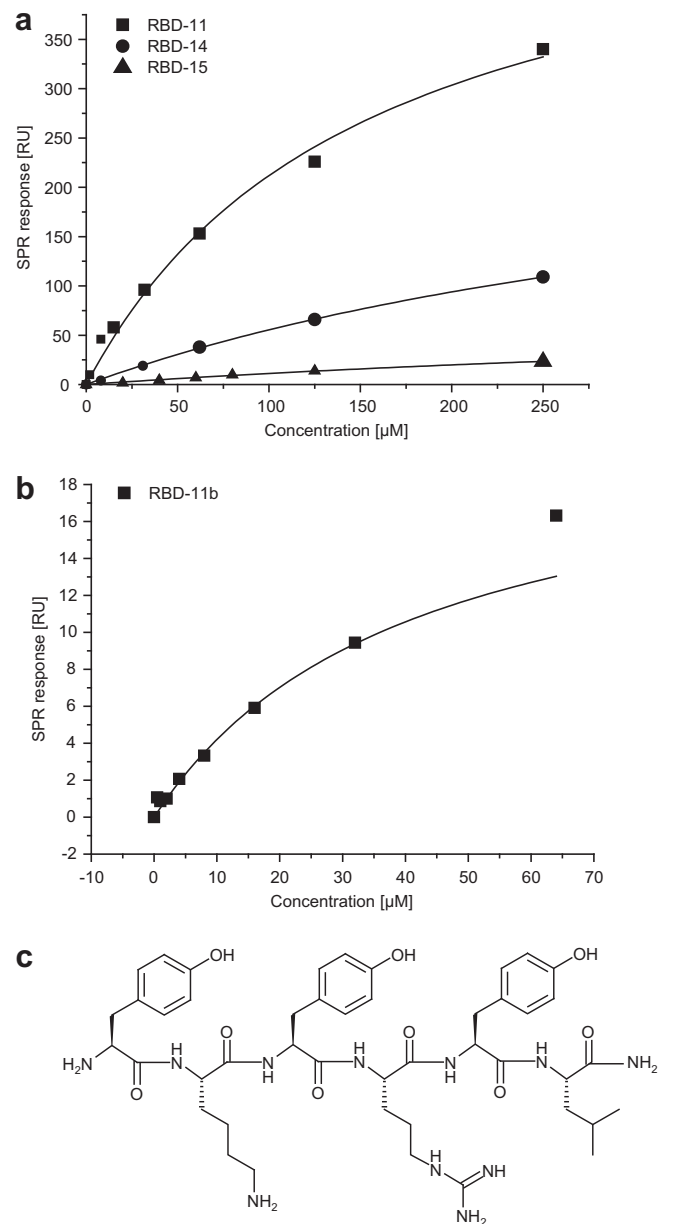 a
RBD-11
RBD-14
RBD-15
350
300
250
200
150
100
50
0
SPR response [RU]
0 50 100 150 200 250
Concentration [µM]
b
RBD-11b
18
16
14
12
10
8
6
4
2
0
-2
SPR response [RU]
-10 0 10 20 30 40 50 60 70
Concentration [µM]
c
OH OH OH
H O H O H O
H₂N N N N N N NH₂
O H O H O
H
N NH
NH₂ NH₂